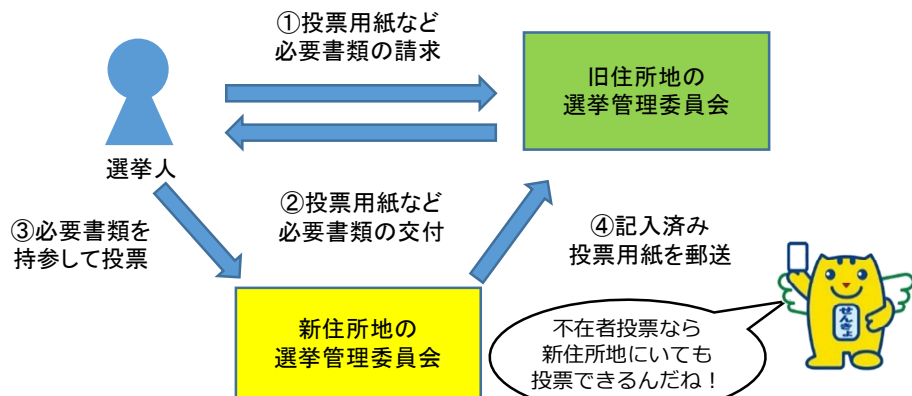 ①投票用紙など
必要書類の請求
旧住所地の
選挙管理委員会
選挙人
②投票用紙など
必要書類の交付
③必要書類を
持参して投票
④記入済み
投票用紙を郵送
新住所地の
選挙管理委員会
不在者投票なら
新住所地にいても
投票できるんだね！
せんきょ